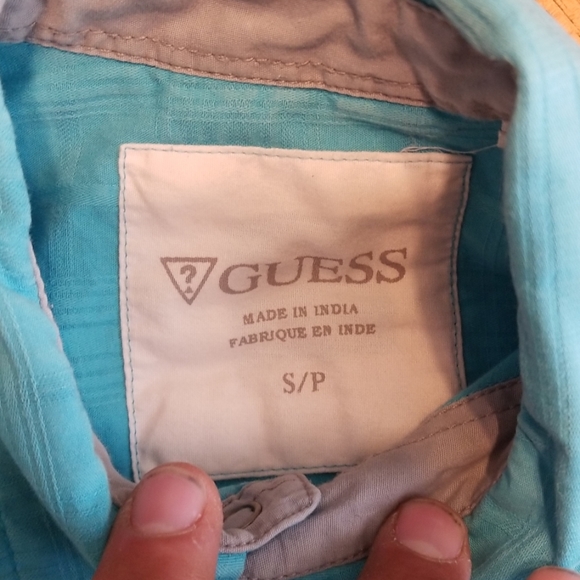 ? GUESS
MADE IN INDIA
FABRIQUE EN INDE
S/P